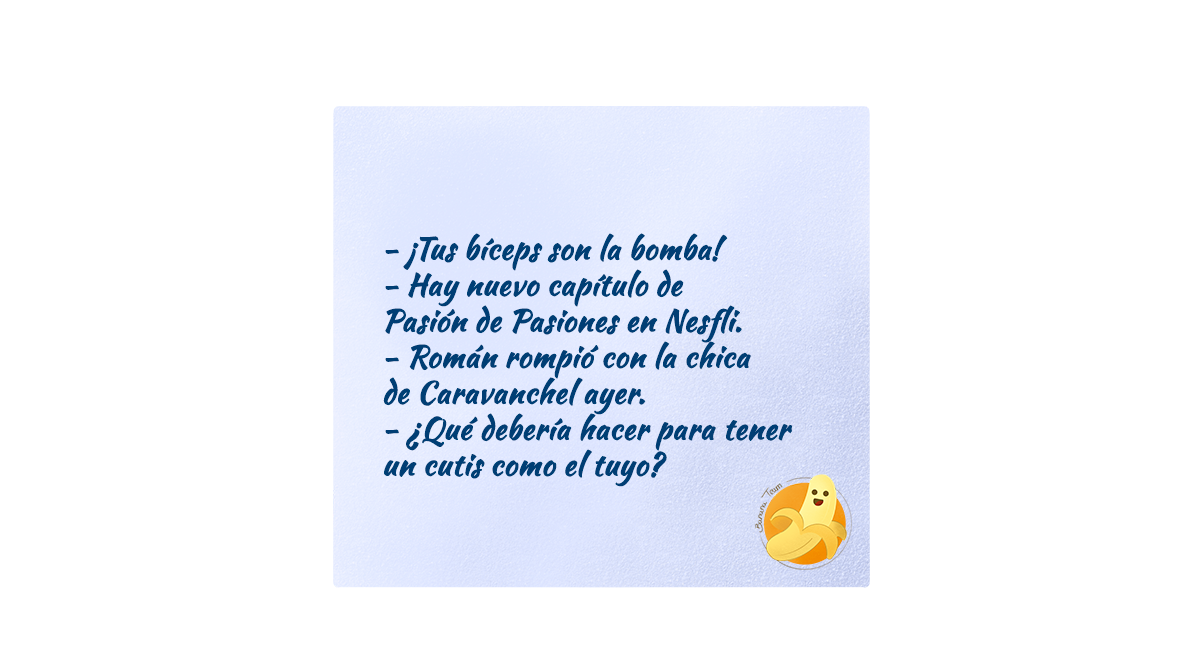 – ¡Tus bíceps son la bomba!
– Hay nuevo capítulo de
Pasión de Pasiones en Nesfli.
– Román rompió con la chica
de Caravanchel ayer.
– ¿Qué debería hacer para tener
un cutis como el tuyo?
Banana Team